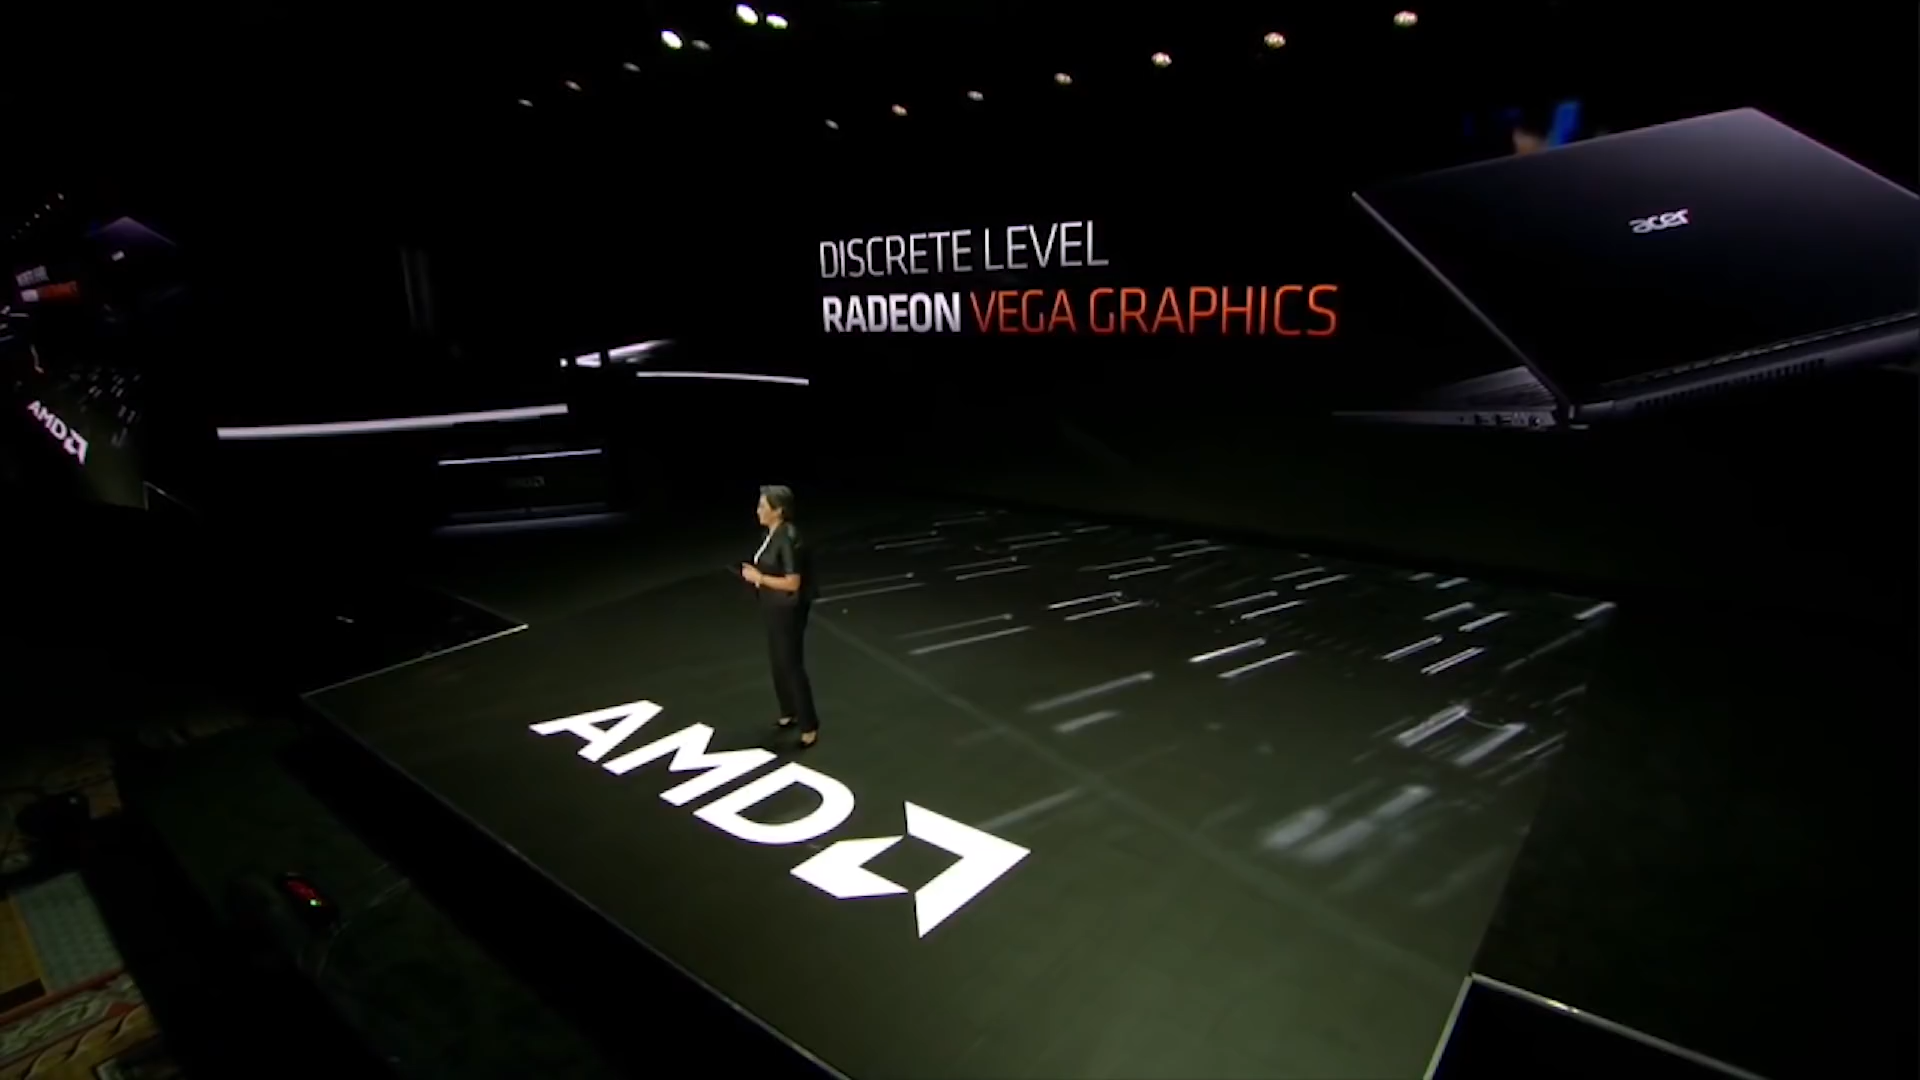 DISCRETE LEVEL
RADEON VEGA GRAPHICS
acer
AMD
AMD